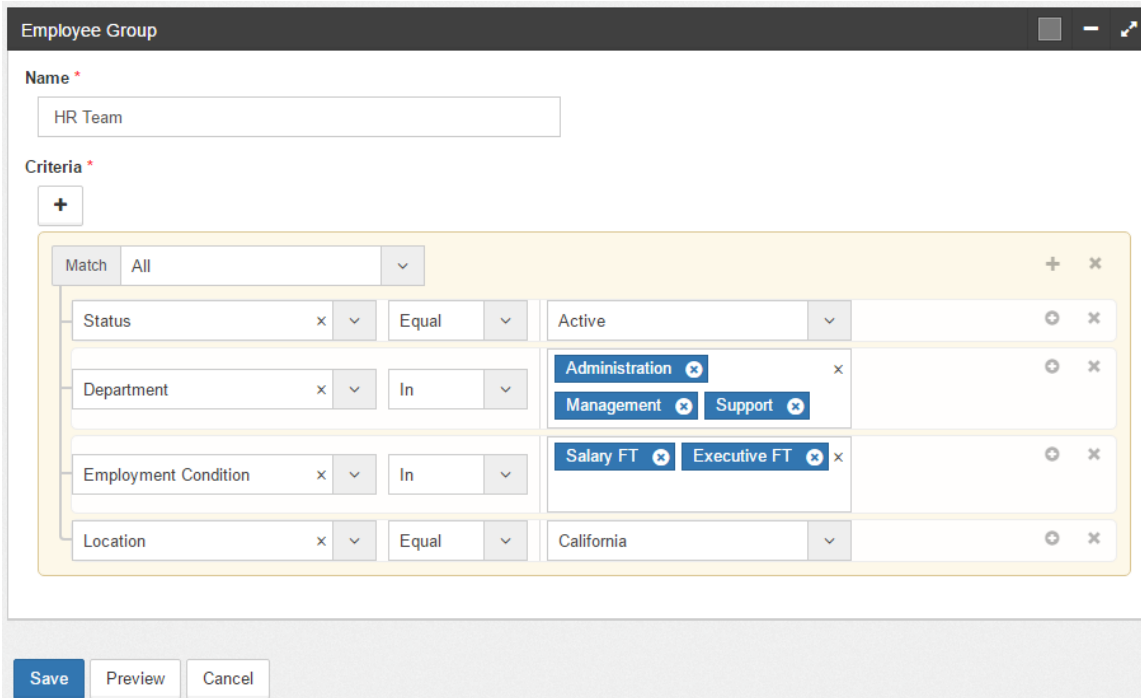 Employee Group
Name *
HR Team
Criteria *
Match All
Status Equal Active
Department In Administration
Management Support
Employment Condition In Salary FT Executive FT
Location Equal California
Save Preview Cancel